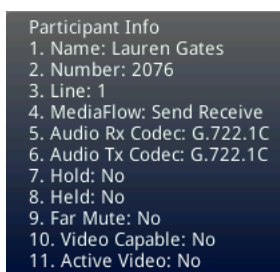 Participant Info
1. Name: Lauren Gates
2. Number: 2076
3. Line: 1
4. MediaFlow: Send Receive
5. Audio Rx Codec: G.722.1C
6. Audio Tx Codec: G.722.1C
7. Hold: No
8. Held: No
9. Far Mute: No
10. Video Capable: No
11. Active Video: No